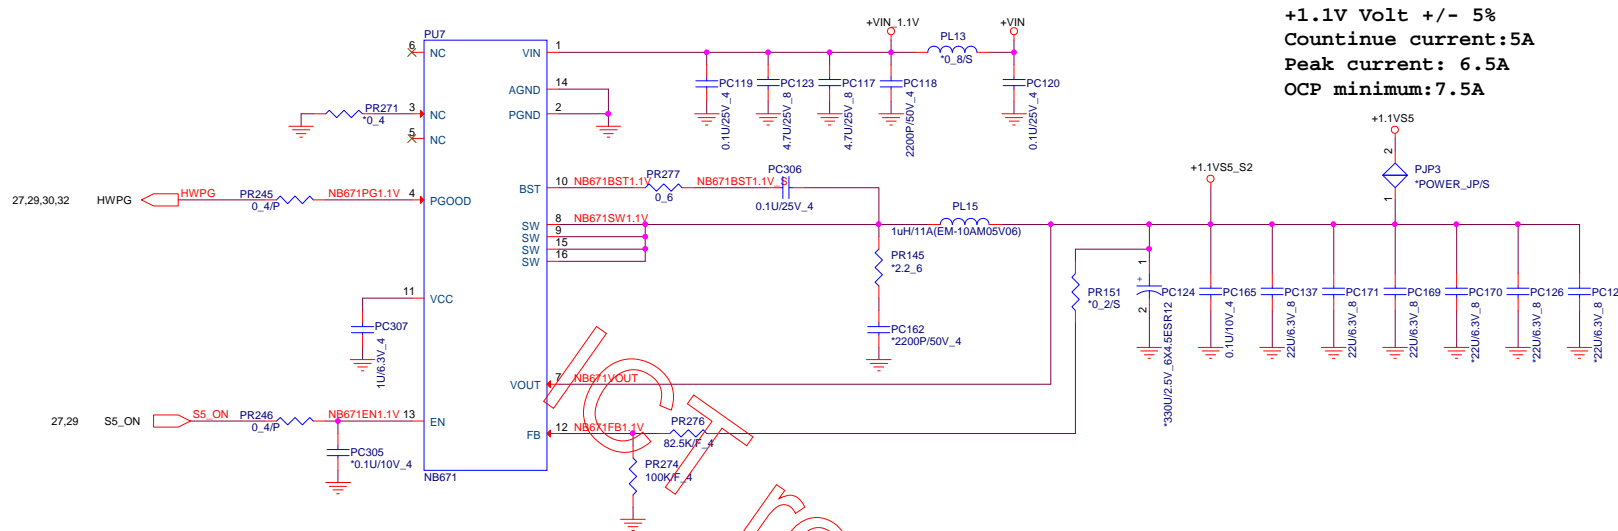 +1.1V Volt +/- 5%
Countinue current:5A
Peak current: 6.5A
OCP minimum:7.5A
PU7
6
NC
VIN
1
+VIN_1.1V
PL13
*0_8/S
+VIN
PC119
0.1U/25V_4
PC123
4.7U/25V_8
PC117
4.7U/25V_8
PC118
2200P/50V_4
PC120
0.1U/25V_4
AGND
14
PGND
2
PR271
*0_4
3
NC
5
NC
27,29,30,32
HWPG
HWPG
PR245
0_4/P
NB671PG1.1V
4
PGOOD
BST
10
NB671BST1.1V
PR277
0_6
NB671BST1.1V_S
PC306
0.1U/25V_4
SW
8
NB671SW1.1V
SW
9
SW
15
SW
16
PL15
1uH/11A(EM-10AM05V06)
PR145
*2.2_6
PC162
*2200P/50V_4
+1.1VS5_S2
+1.1VS5
2
PJP3
*POWER_JP/S
1
PR151
*0_2/S
1
+
PC124
2
*330U/2.5V_6X4.5ESR12
PC165
0.1U/10V_4
PC137
22U/6.3V_8
PC171
22U/6.3V_8
PC169
22U/6.3V_8
PC170
*22U/6.3V_8
PC126
*22U/6.3V_8
PC12
*22U/6.3V_8
11
VCC
PC307
1U/6.3V_4
VOUT
7
NB671VOUT
27,29
S5_ON
S5_ON
PR246
0_4/P
NB671EN1.1V
13
EN
PC305
*0.1U/10V_4
FB
12
NB671FB1.1V
PR276
82.5K/F_4
PR274
100K/F_4
NB671